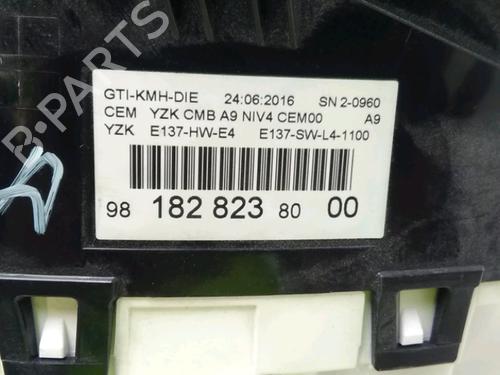 GTI-KMH-DIE 24:06:2016 SN 2-0960
CEM YZK CMB A9 NIV4 CEM00 A9
YZK E137-HW-E4 E137-SW-L4-1100
98 182 823 80 00